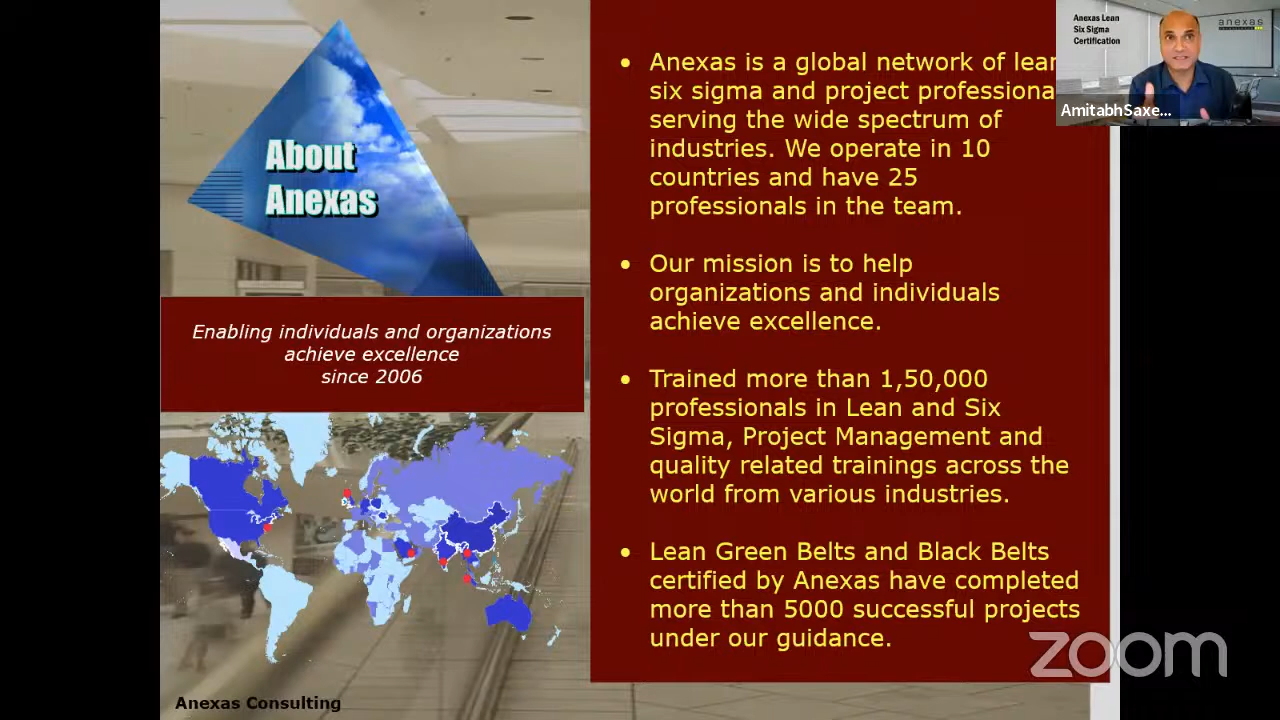 About
Anexas
Enabling individuals and organizations
achieve excellence
since 2006
Anexas Consulting
• Anexas is a global network of lean
six sigma and project professiona
serving the wide spectrum of
industries. We operate in 10
countries and have 25
professionals in the team.
• Our mission is to help
organizations and individuals
achieve excellence.
• Trained more than 1,50,000
professionals in Lean and Six
Sigma, Project Management and
quality related trainings across the
world from various industries.
• Lean Green Belts and Black Belts
certified by Anexas have completed
more than 5000 successful projects
under our guidance.
Anexas Lean
Six Sigma
Certification
anexas
AmitabhSaxe...
zoom